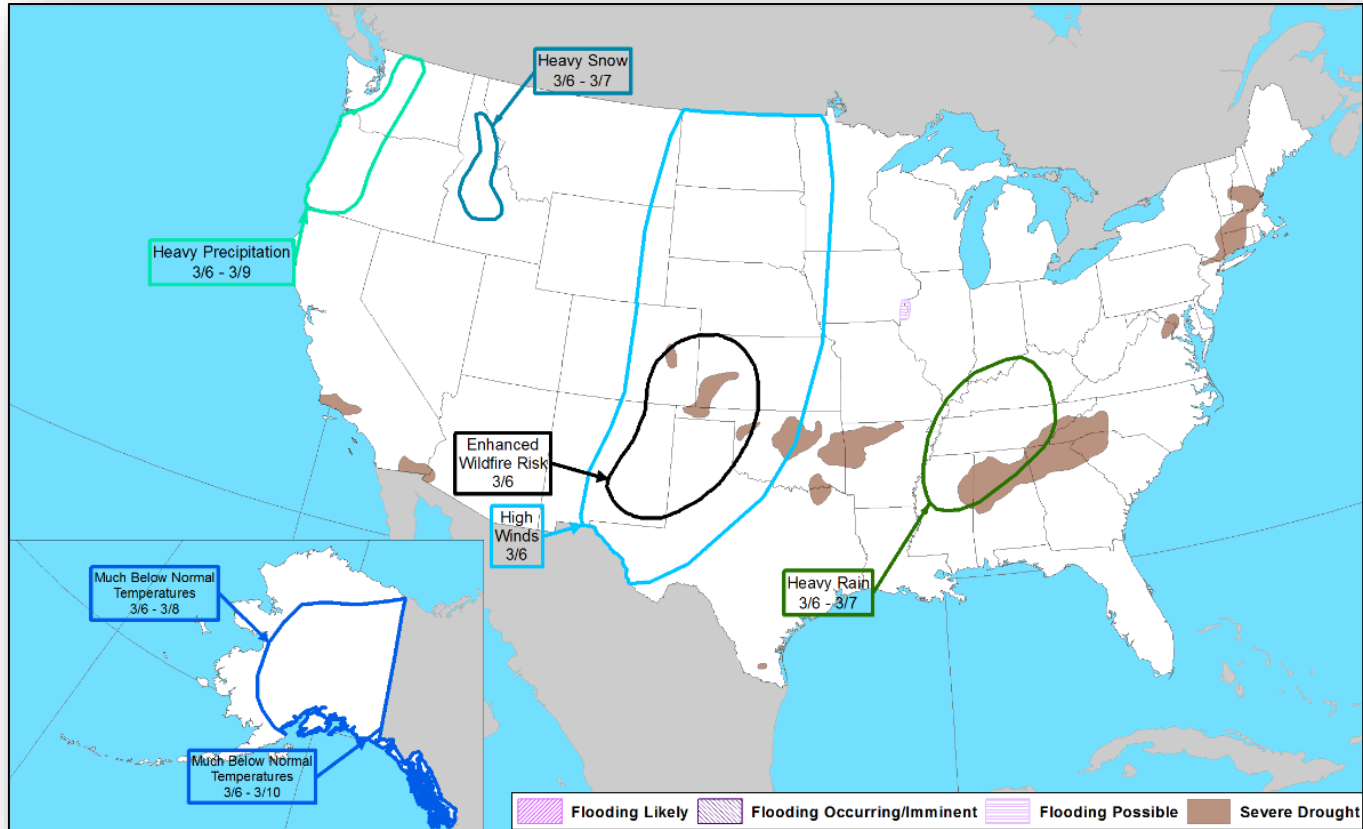 Heavy Snow
3/6 - 3/7
Heavy Precipitation
3/6 - 3/9
Enhanced
Wildfire Risk
3/6
High
Winds
3/6
Heavy Rain
3/6 - 3/7
Much Below Normal
Temperatures
3/6 - 3/8
Much Below Normal
Temperatures
3/6 - 3/10
Flooding Likely
Flooding Occurring/Imminent
Flooding Possible
Severe Drought